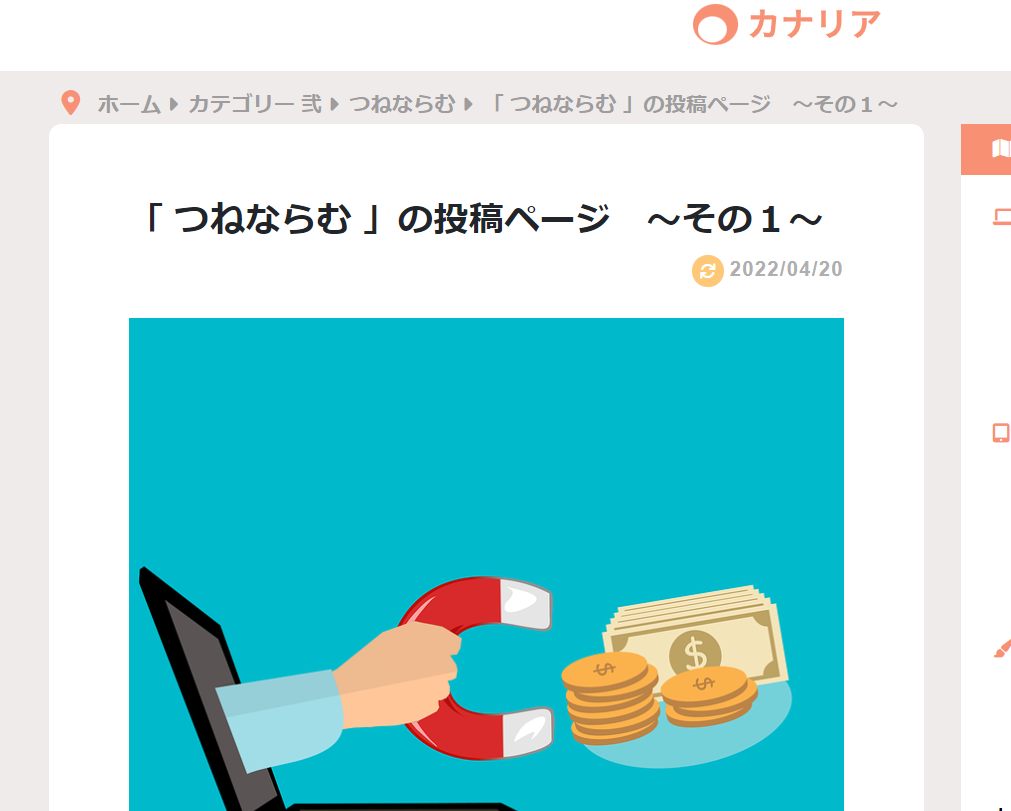 カナリア
ホーム カテゴリー 弐 つねならむ 「 つねならむ 」の投稿ページ　～その１～
「 つねならむ 」の投稿ページ　～その１～
2022/04/20
$
$
$